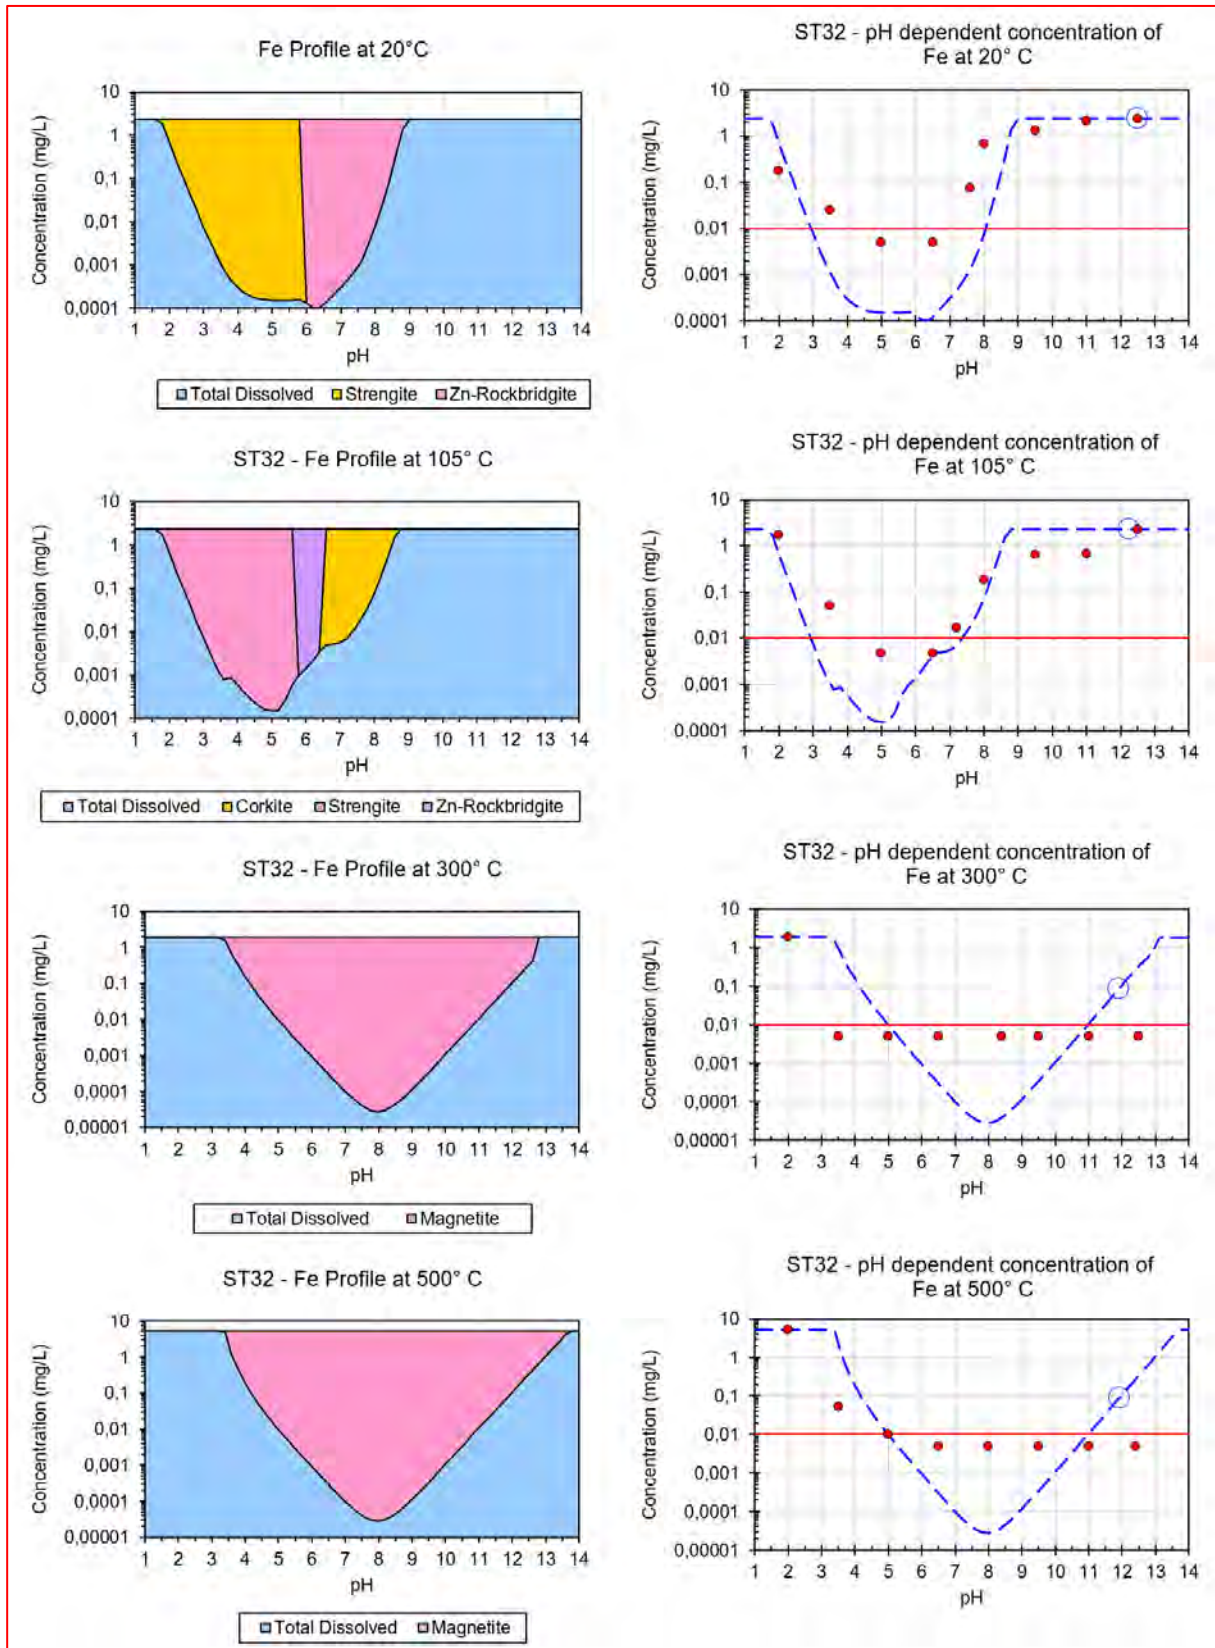 Fe Profile at 20°C
10
1
0,1
0,01
0,001
0,0001
Concentration (mg/L)
1 2 3 4 5 6 7 8 9 10 11 12 13 14
pH
Total Dissolved Strengite Zn-Rockbridgite
ST32 - pH dependent concentration of
Fe at 20° C
10
1
0,1
0,01
0,001
0,0001
Concentration (mg/L)
1 2 3 4 5 6 7 8 9 10 11 12 13 14
pH
ST32 - Fe Profile at 105° C
10
1
0,1
0,01
0,001
0,0001
Concentration (mg/L)
1 2 3 4 5 6 7 8 9 10 11 12 13 14
pH
Total Dissolved Corkite Strengite Zn-Rockbridgite
ST32 - pH dependent concentration of
Fe at 105° C
10
1
0,1
0,01
0,001
0,0001
Concentration (mg/L)
1 2 3 4 5 6 7 8 9 10 11 12 13 14
pH
ST32 - Fe Profile at 300° C
10
1
0,1
0,01
0,001
0,0001
0,00001
Concentration (mg/L)
1 2 3 4 5 6 7 8 9 10 11 12 13 14
pH
Total Dissolved Magnetite
ST32 - pH dependent concentration of
Fe at 300° C
10
1
0,1
0,01
0,001
0,0001
0,00001
Concentration (mg/L)
1 2 3 4 5 6 7 8 9 10 11 12 13 14
pH
ST32 - Fe Profile at 500° C
10
1
0,1
0,01
0,001
0,0001
0,00001
Concentration (mg/L)
1 2 3 4 5 6 7 8 9 10 11 12 13 14
pH
Total Dissolved Magnetite
ST32 - pH dependent concentration of
Fe at 500° C
10
1
0,1
0,01
0,001
0,0001
0,00001
Concentration (mg/L)
1 2 3 4 5 6 7 8 9 10 11 12 13 14
pH